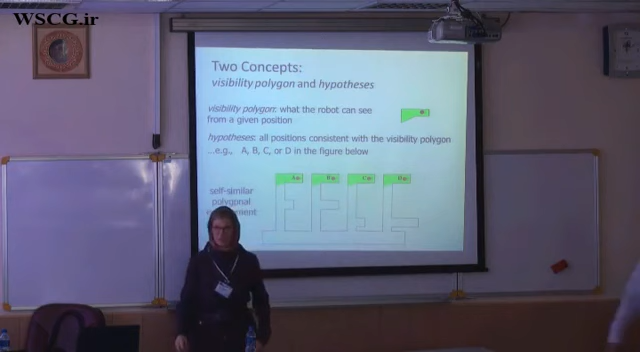 WSCG.ir
Two Concepts:
visibility polygon and hypotheses
visibility polygon: what the robot can see
from a given position
hypotheses: all positions consistent with the visibility polygon
...e.g., A, B, C, or D in the figure below
A
B
C
D
self-similar
polygonal